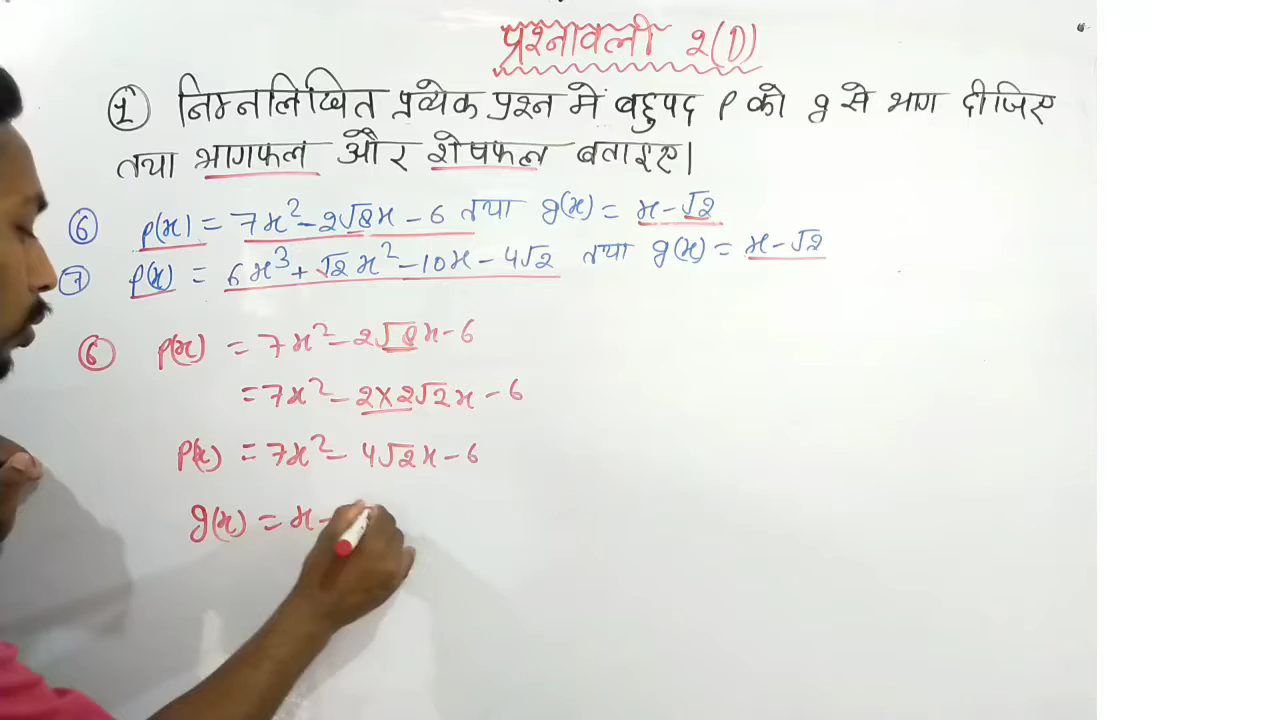 प्रश्नावली 2(D)
① निम्नलिखित प्रत्येक प्रश्न में बहुपद p को g से भाग दीजिए
तथा भागफल और शेषफल बताइए।
⑥ p(x) = 7x² - 2√8x - 6 तथा g(x) = x - √2
⑦ p(x) = 6x³ + √2x² - 10x - 4√2 तथा g(x) = x - √2
⑥ p(x) = 7x² - 2√8x - 6
= 7x² - 2×2√2x - 6
p(x) = 7x² - 4√2x - 6
g(x) = x -